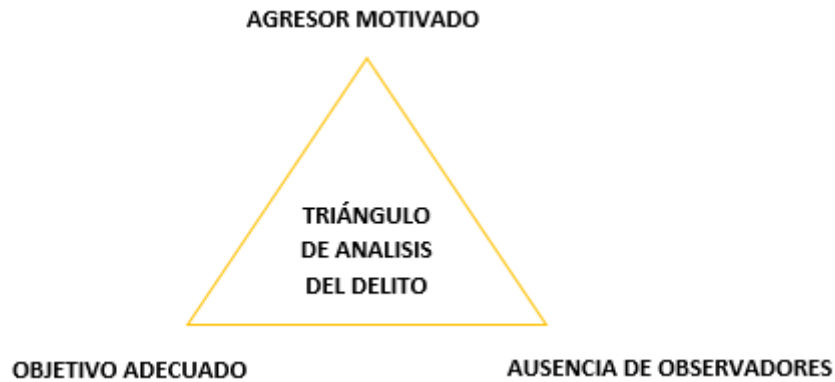 AGRESOR MOTIVADO
TRIÁNGULO
DE ANALISIS
DEL DELITO
OBJETIVO ADECUADO
AUSENCIA DE OBSERVADORES